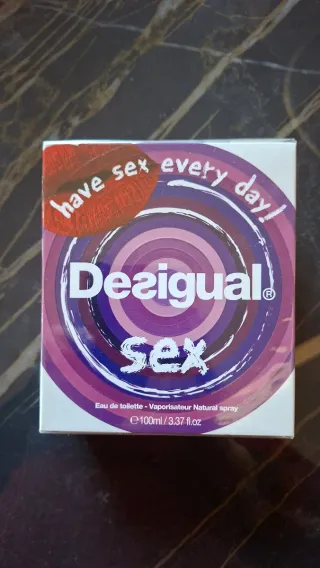 have sex every day!
Desigual®
sex
Eau de toilette - Vaporisateur Natural spray
℮100ml / 3.37 fl.oz